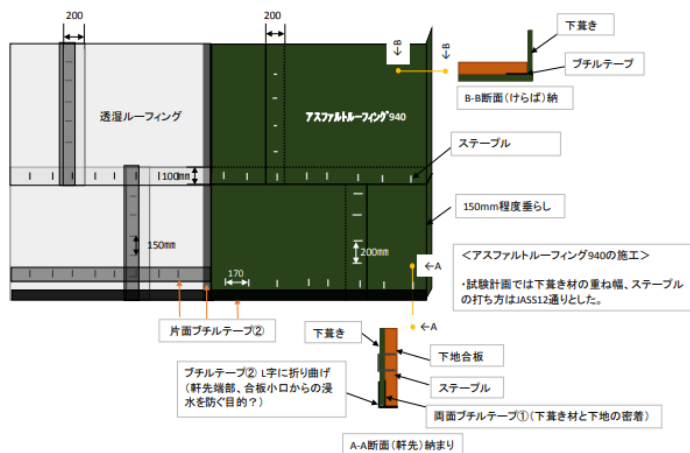 200
200
←B
←B
下葺き
ブチルテープ
B-B断面（けらば）納
透湿ルーフィング
アスファルトルーフィング940
ステープル
100mm
150mm程度垂らし
150mm
200mm
170
←A
←A
＜アスファルトルーフィング940の施工＞
・試験計画では下葺き材の重ね幅、ステープル
の打ち方はJASS12通りとした。
片面ブチルテープ②
下葺き
下地合板
ステープル
ブチルテープ② L字に折り曲げ
（軒先端部、合板小口からの浸
水を防ぐ目的？）
両面ブチルテープ①（下葺き材と下地の密着）
A-A断面（軒先）納まり